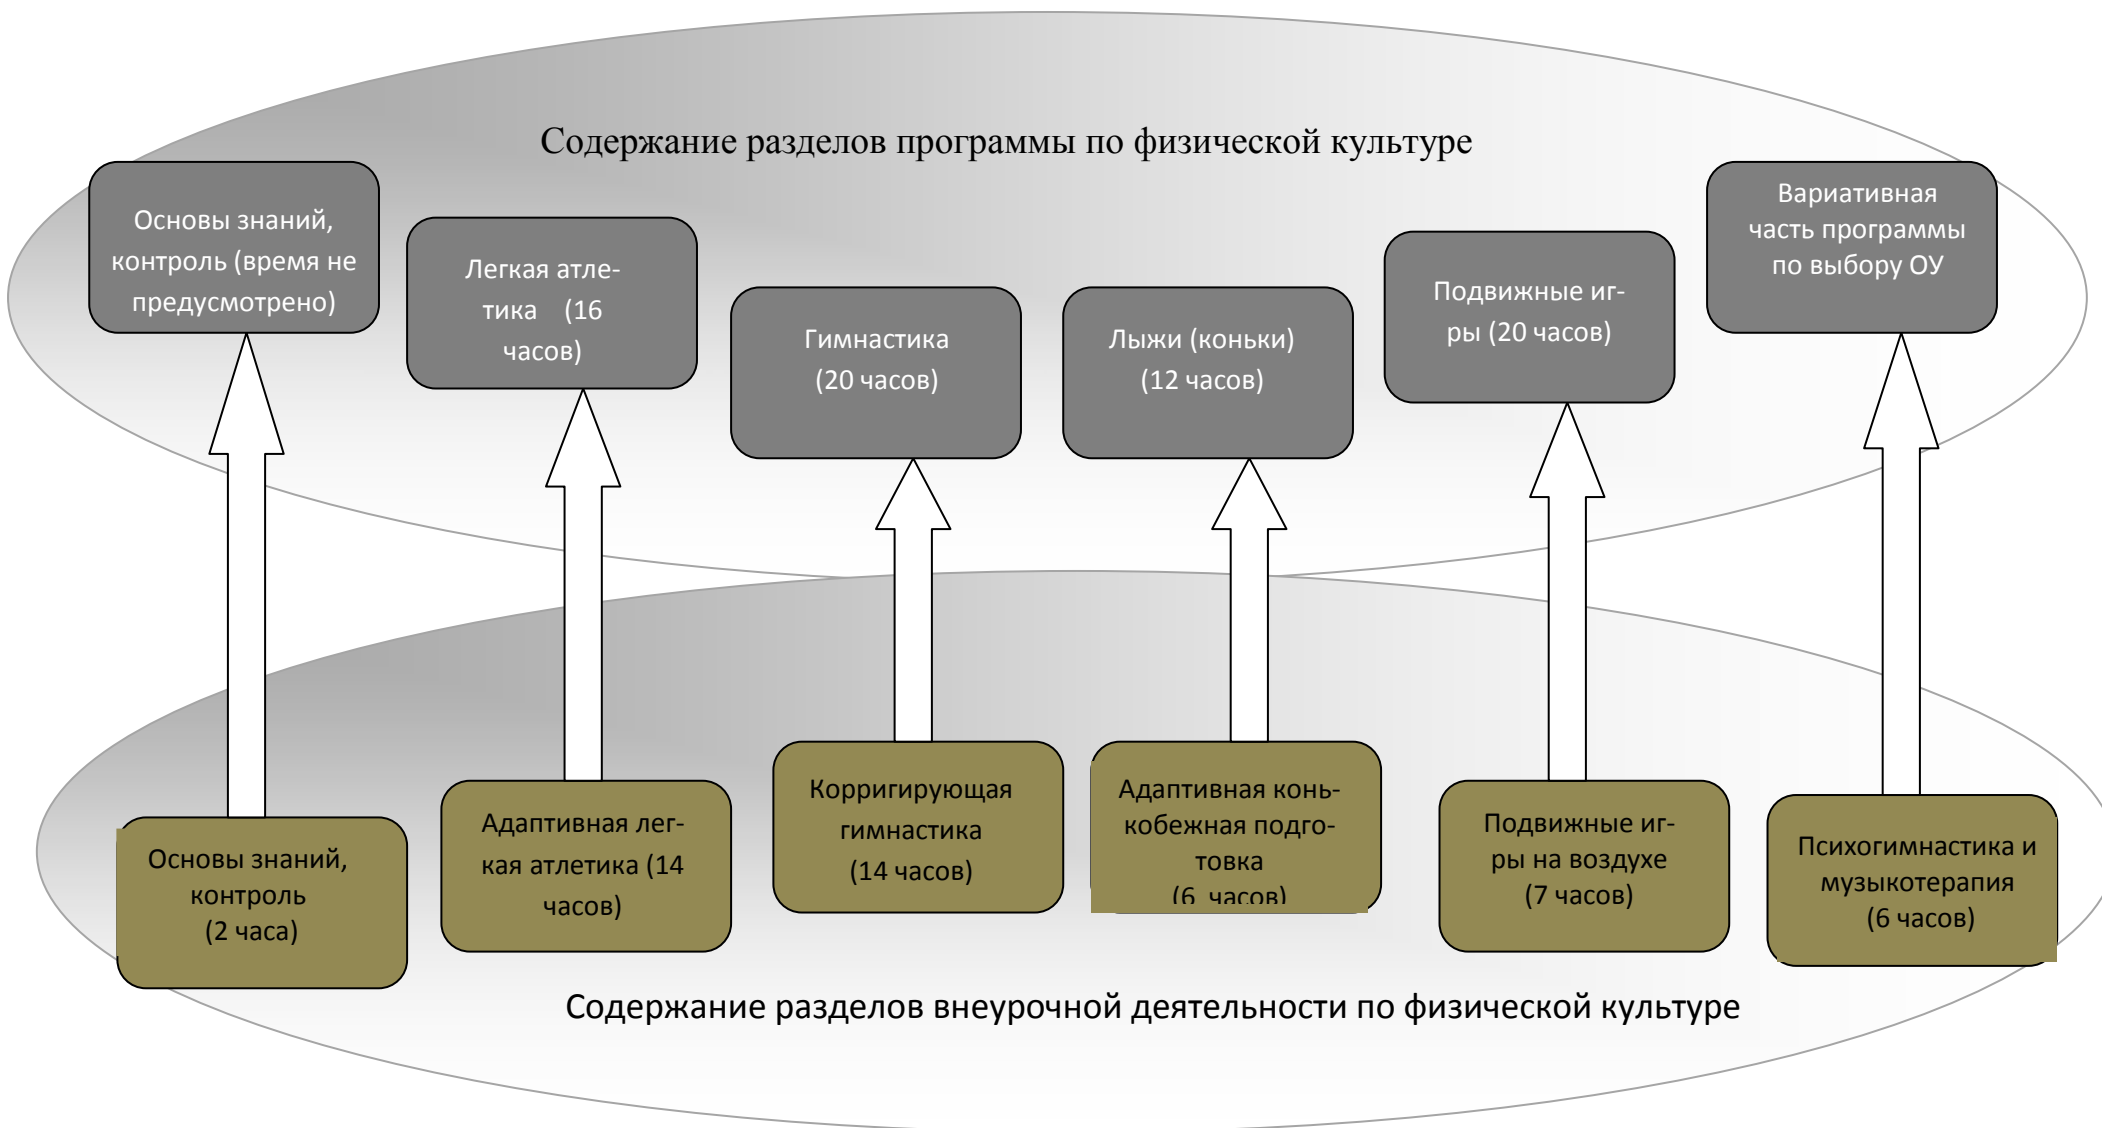 Содержание разделов программы по физической культуре
Основы знаний,
контроль (время не
предусмотрено)
Легкая атле-
тика (16
часов)
Гимнастика
(20 часов)
Лыжи (коньки)
(12 часов)
Подвижные иг-
ры (20 часов)
Вариативная
часть программы
по выбору ОУ
Основы знаний,
контроль
(2 часа)
Адаптивная лег-
кая атлетика (14
часов)
Корригирующая
гимнастика
(14 часов)
Адаптивная конь-
кобежная подго-
товка
(6 часов)
Подвижные иг-
ры на воздухе
(7 часов)
Психогимнастика и
музыкотерапия
(6 часов)
Содержание разделов внеурочной деятельности по физической культуре